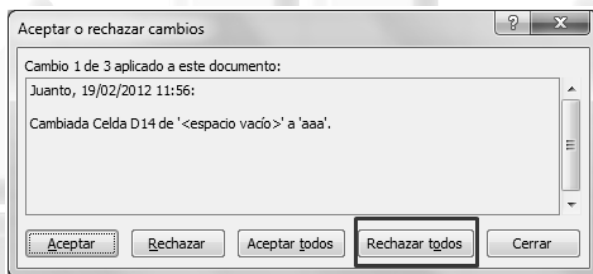 Aceptar o rechazar cambios
Cambio 1 de 3 aplicado a este documento:
Juanto, 19/02/2012 11:56:
Cambiada Celda D14 de '<espacio vacío>' a 'aaa'.
Aceptar Rechazar Aceptar todos Rechazar todos Cerrar